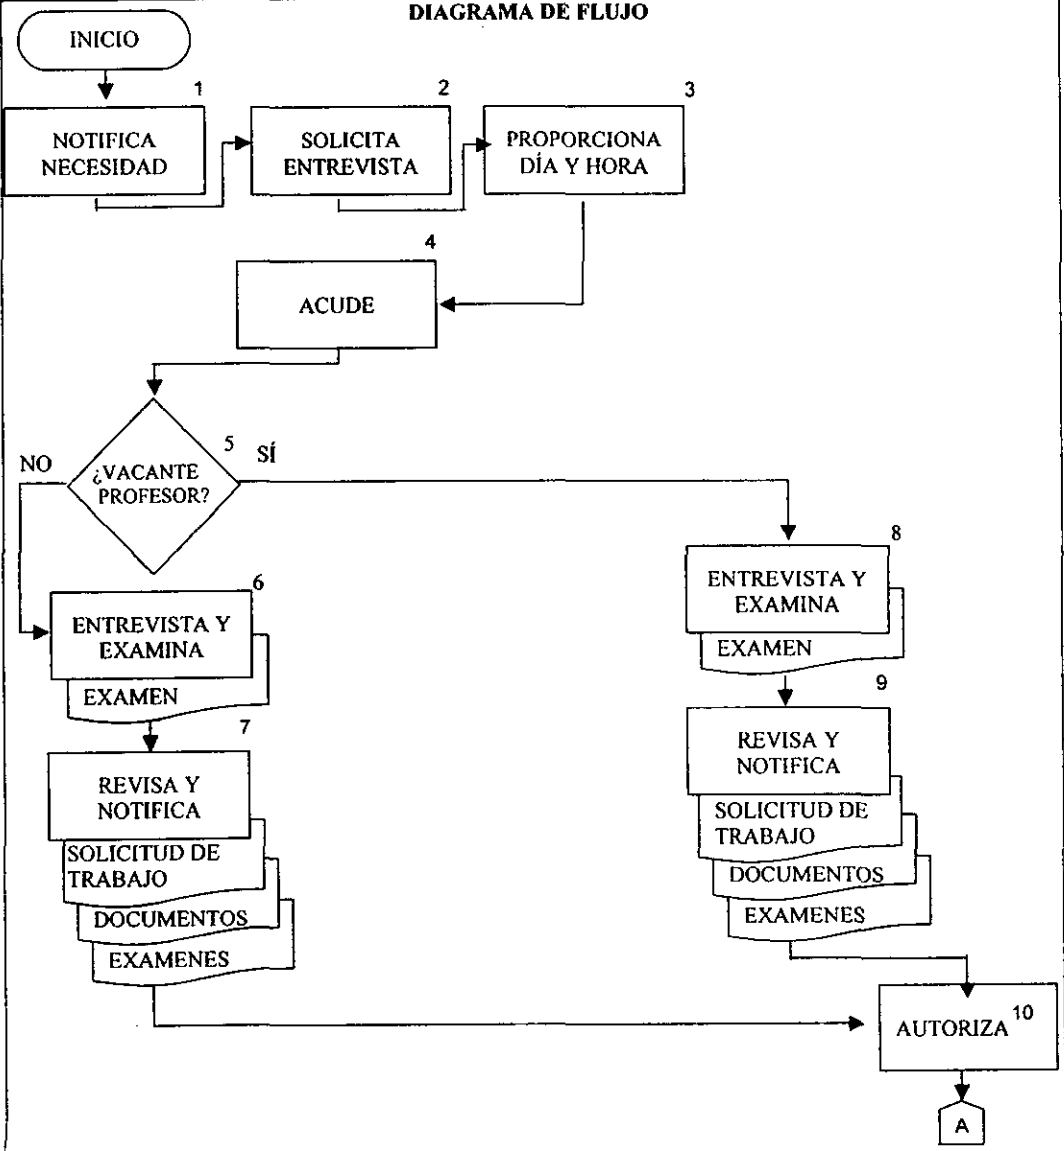 DIAGRAMA DE FLUJO
INICIO
1
NOTIFICA
NECESIDAD
2
SOLICITA
ENTREVISTA
3
PROPORCIONA
DÍA Y HORA
4
ACUDE
5
¿VACANTE
PROFESOR?
NO
SÍ
6
ENTREVISTA Y
EXAMINA
EXAMEN
7
REVISA Y
NOTIFICA
SOLICITUD DE
TRABAJO
DOCUMENTOS
EXAMENES
8
ENTREVISTA Y
EXAMINA
EXAMEN
9
REVISA Y
NOTIFICA
SOLICITUD DE
TRABAJO
DOCUMENTOS
EXAMENES
10
AUTORIZA
A